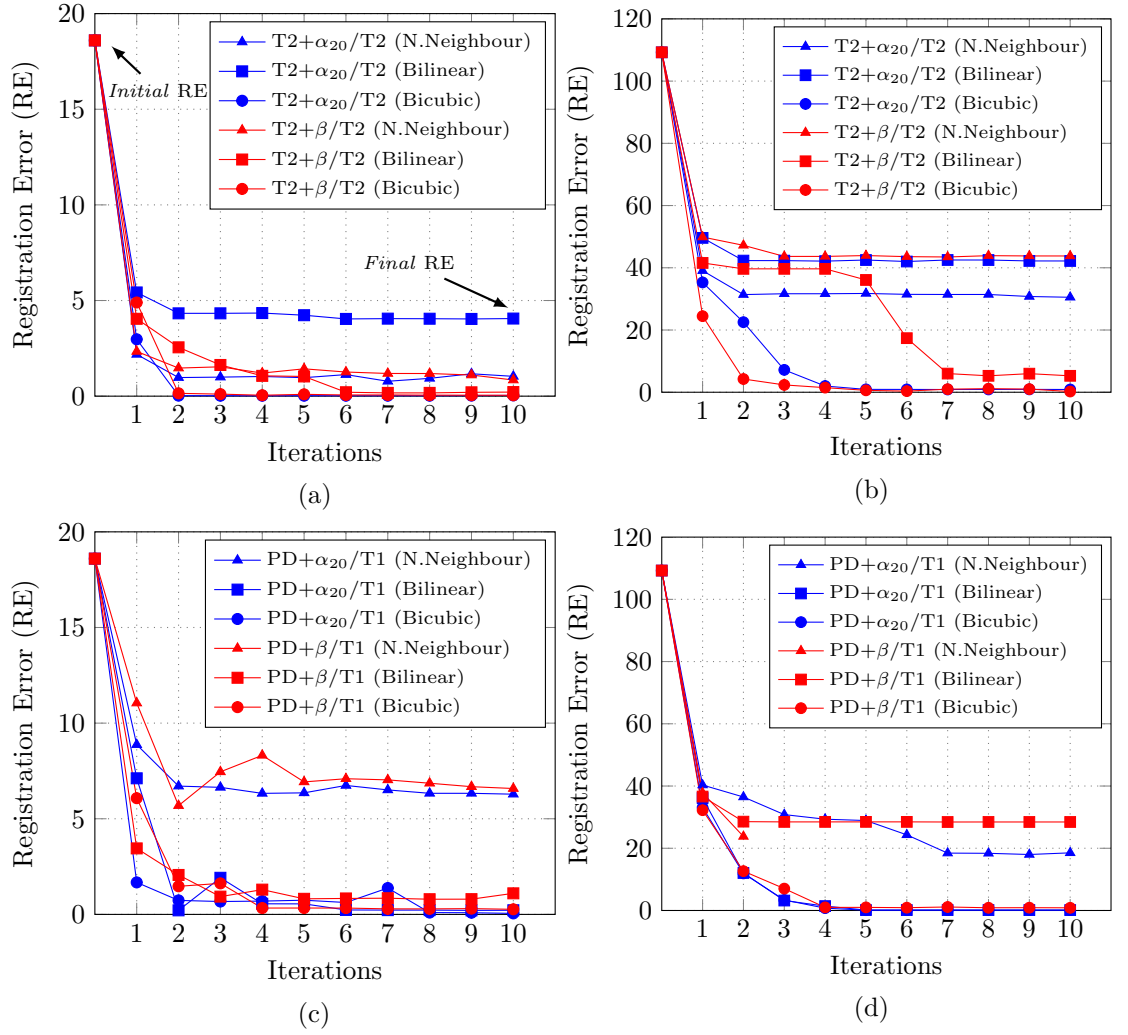 20
15
10
5
0
Registration Error (RE)
Initial RE
T2+α20/T2 (N.Neighbour)
T2+α20/T2 (Bilinear)
T2+α20/T2 (Bicubic)
T2+β/T2 (N.Neighbour)
T2+β/T2 (Bilinear)
T2+β/T2 (Bicubic)
Final RE
1 2 3 4 5 6 7 8 9 10
Iterations
(a)
120
100
80
60
40
20
0
Registration Error (RE)
T2+α20/T2 (N.Neighbour)
T2+α20/T2 (Bilinear)
T2+α20/T2 (Bicubic)
T2+β/T2 (N.Neighbour)
T2+β/T2 (Bilinear)
T2+β/T2 (Bicubic)
1 2 3 4 5 6 7 8 9 10
Iterations
(b)
20
15
10
5
0
Registration Error (RE)
PD+α20/T1 (N.Neighbour)
PD+α20/T1 (Bilinear)
PD+α20/T1 (Bicubic)
PD+β/T1 (N.Neighbour)
PD+β/T1 (Bilinear)
PD+β/T1 (Bicubic)
1 2 3 4 5 6 7 8 9 10
Iterations
(c)
120
100
80
60
40
20
0
Registration Error (RE)
PD+α20/T1 (N.Neighbour)
PD+α20/T1 (Bilinear)
PD+α20/T1 (Bicubic)
PD+β/T1 (N.Neighbour)
PD+β/T1 (Bilinear)
PD+β/T1 (Bicubic)
1 2 3 4 5 6 7 8 9 10
Iterations
(d)